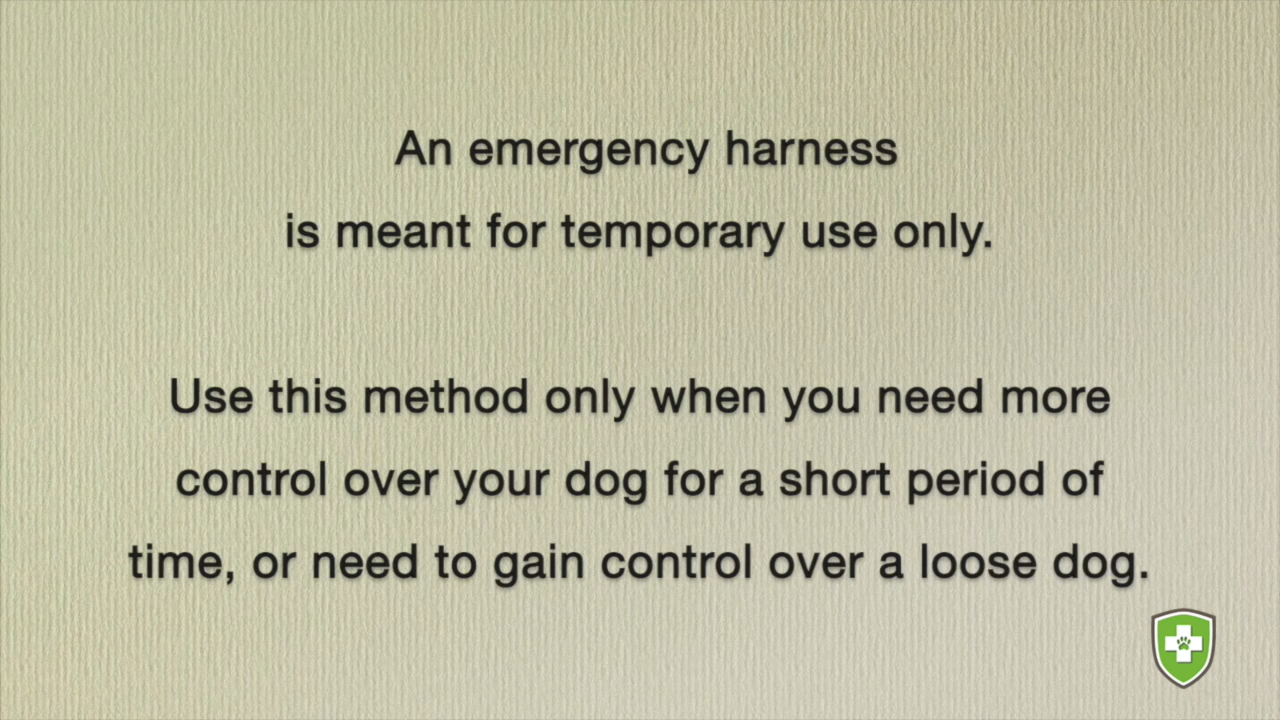 An emergency harness
is meant for temporary use only.
Use this method only when you need more
control over your dog for a short period of
time, or need to gain control over a loose dog.